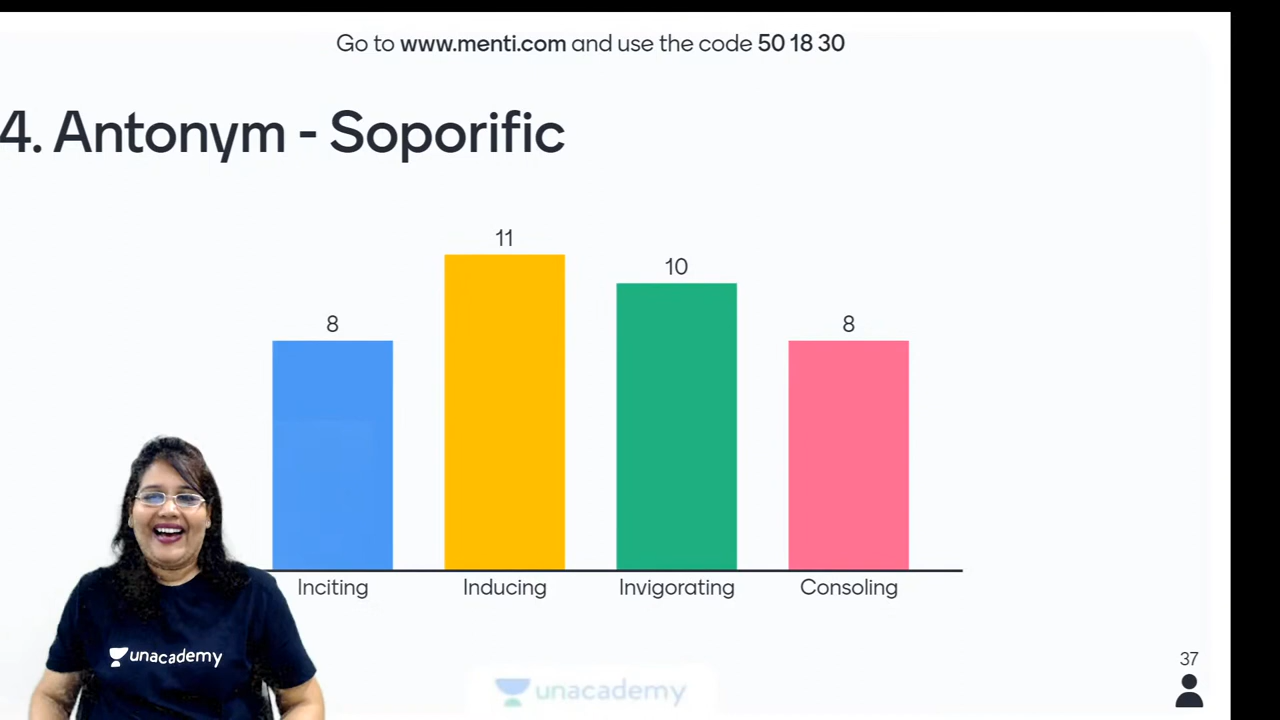 Go to www.menti.com and use the code 50 18 30
4. Antonym - Soporific
8
11
10
8
Inciting
Inducing
Invigorating
Consoling
unacademy
unacademy
37